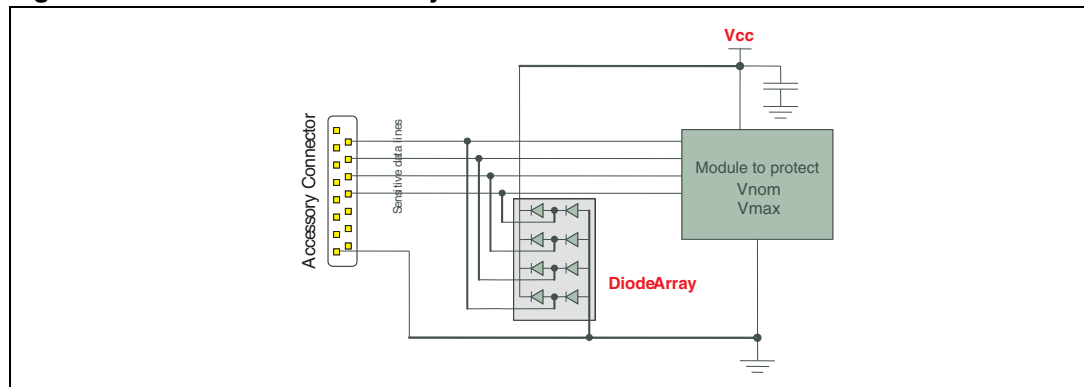 Vcc
Accessory Connector
Sensitive data lines
Module to protect
Vnom
Vmax
DiodeArray